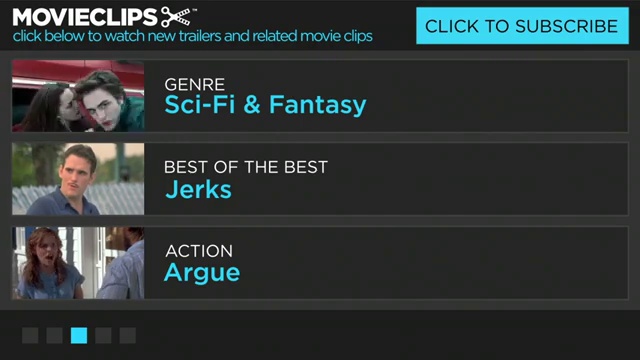 MOVIECLIPS™
click below to watch new trailers and related movie clips
CLICK TO SUBSCRIBE
GENRE
Sci-Fi & Fantasy
BEST OF THE BEST
Jerks
ACTION
Argue